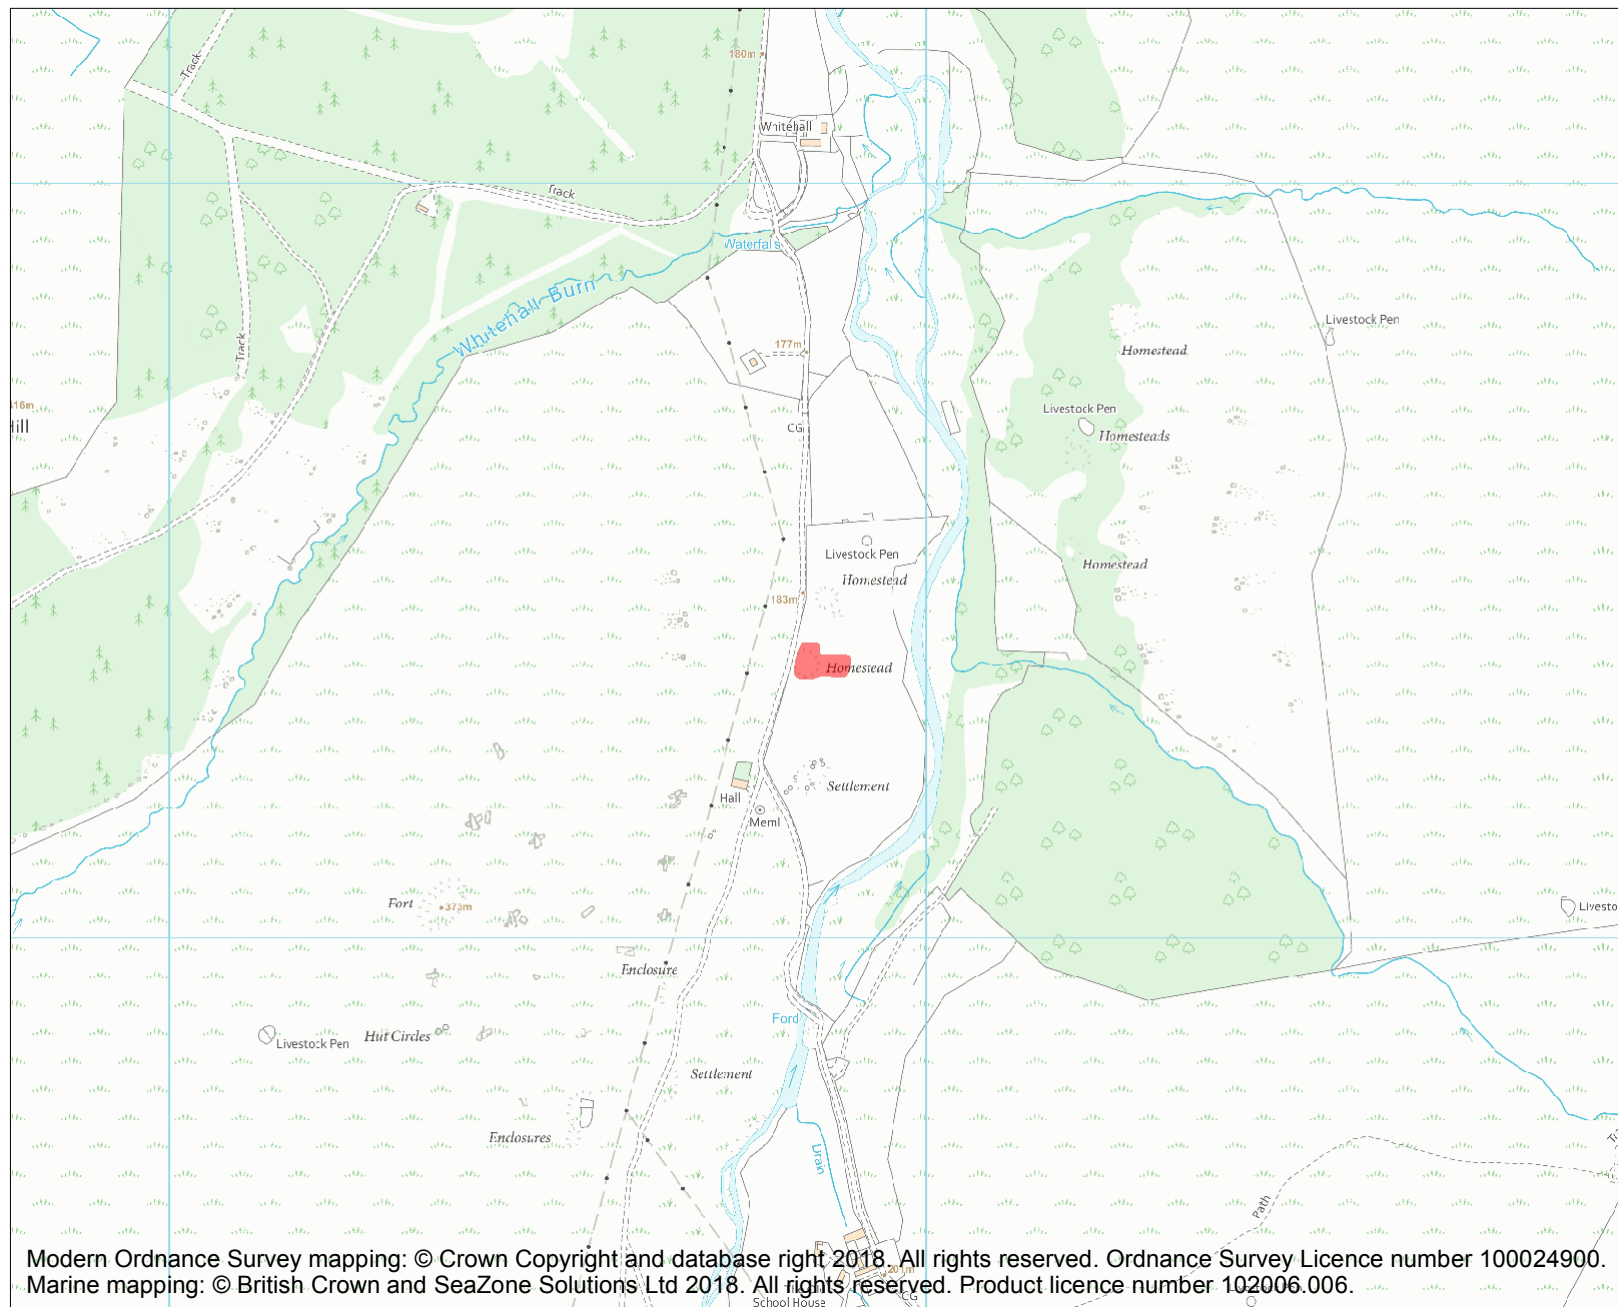 180m
Track
Whitehall
Track
Waterfalls
Whitehall Burn
Livestock Pen
177m
Homestead
Track
Livestock Pen
116m
Hill
CG
Homesteads
Livestock Pen
Homestead
Homestead
183m
Homestead
Settlement
Hall
Meml
Fort
373m
Livesto
Enclosure
Ford
Hut Circles
Livestock Pen
Settlement
Enclosures
Drain
Path
Modern Ordnance Survey mapping: © Crown Copyright and database right 2018. All rights reserved. Ordnance Survey Licence number 100024900.
201m
Marine mapping: © British Crown and SeaZone Solutions Ltd 2018. All rights reserved. Product licence number 102006.006.
CG
School House